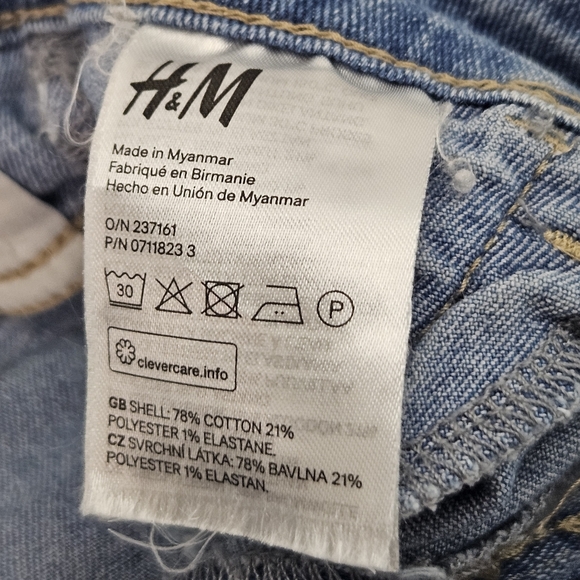 H&M
Made in Myanmar
Fabriqué en Birmanie
Hecho en Unión de Myanmar
O/N 237161
P/N 0711823 3
30
P
clevercare.info
GB SHELL: 78% COTTON 21%
POLYESTER 1% ELASTANE.
CZ SVRCHNÍ LÁTKA: 78% BAVLNA 21%
POLYESTER 1% ELASTAN.